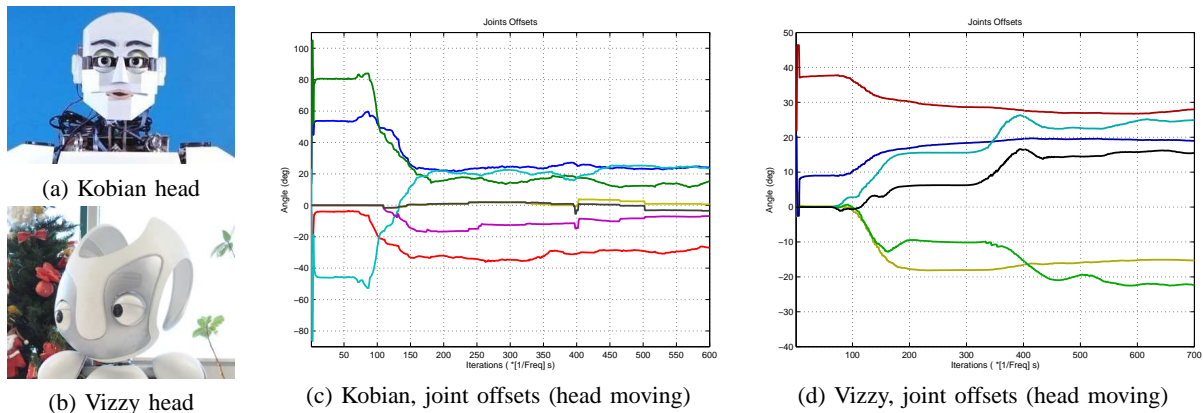 (a) Kobian head
(b) Vizzy head
Joints Offsets
Angle (deg)
100
80
60
40
20
0
−20
−40
−60
−80
50 100 150 200 250 300 350 400 450 500 550 600
Iterations ( *[1/Freq] s)
(c) Kobian, joint offsets (head moving)
Joints Offsets
Angle (deg)
50
40
30
20
10
0
−10
−20
−30
−40
100 200 300 400 500 600 700
Iterations ( *[1/Freq] s)
(d) Vizzy, joint offsets (head moving)